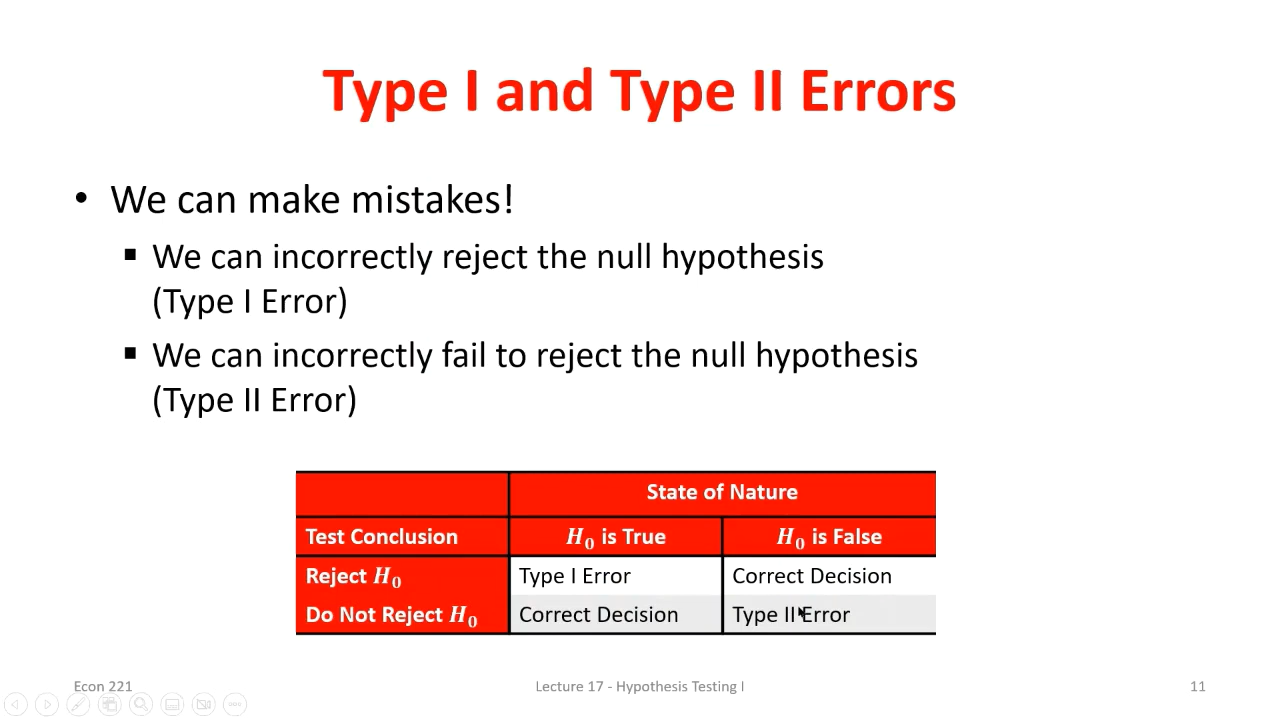 Type I and Type II Errors
• We can make mistakes!
▪ We can incorrectly reject the null hypothesis
(Type I Error)
▪ We can incorrectly fail to reject the null hypothesis
(Type II Error)
State of Nature
Test Conclusion H₀ is True H₀ is False
Reject H₀ Type I Error Correct Decision
Do Not Reject H₀ Correct Decision Type II Error
Econ 221 Lecture 17 - Hypothesis Testing I 11